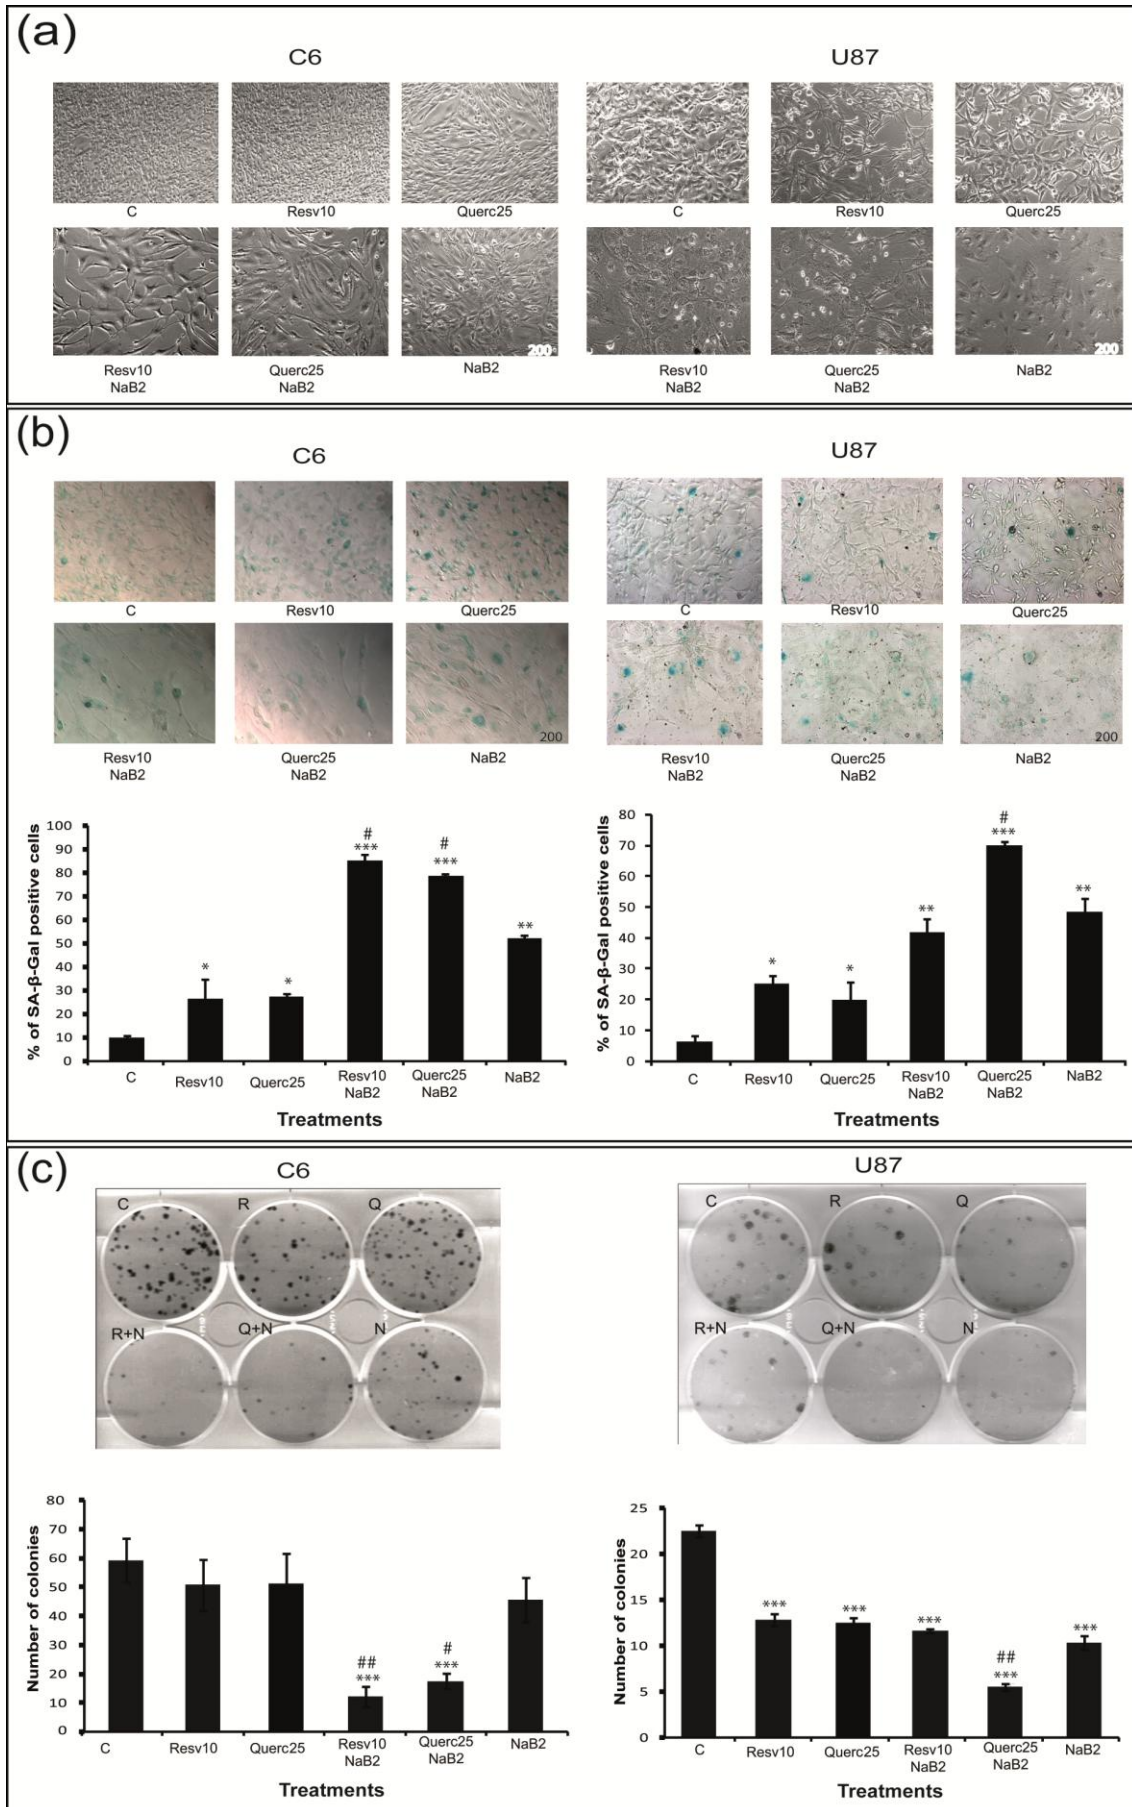 (a)
C6
U87
C
Resv10
Querc25
C
Resv10
Querc25
200
200
Resv10
NaB2
Querc25
NaB2
NaB2
Resv10
NaB2
Querc25
NaB2
NaB2
(b)
C6
U87
C
Resv10
Querc25
C
Resv10
Querc25
200
200
Resv10
NaB2
Querc25
NaB2
NaB2
Resv10
NaB2
Querc25
NaB2
NaB2
% of SA-β-Gal positive cells
100
90
80
70
60
50
40
30
20
10
0
*
*
#
***
#
***
**
C
Resv10
Querc25
Resv10
NaB2
Querc25
NaB2
NaB2
Treatments
% of SA-β-Gal positive cells
80
70
60
50
40
30
20
10
0
*
*
**
#
***
**
C
Resv10
Querc25
Resv10
NaB2
Querc25
NaB2
NaB2
Treatments
(c)
C6
U87
C
R
Q
R+N
Q+N
N
C
R
Q
R+N
Q+N
N
Number of colonies
80
70
60
50
40
30
20
10
0
##
***
#
***
C
Resv10
Querc25
Resv10
NaB2
Querc25
NaB2
NaB2
Treatments
Number of colonies
25
20
15
10
5
0
***
***
***
##
***
***
C
Resv10
Querc25
Resv10
NaB2
Querc25
NaB2
NaB2
Treatments